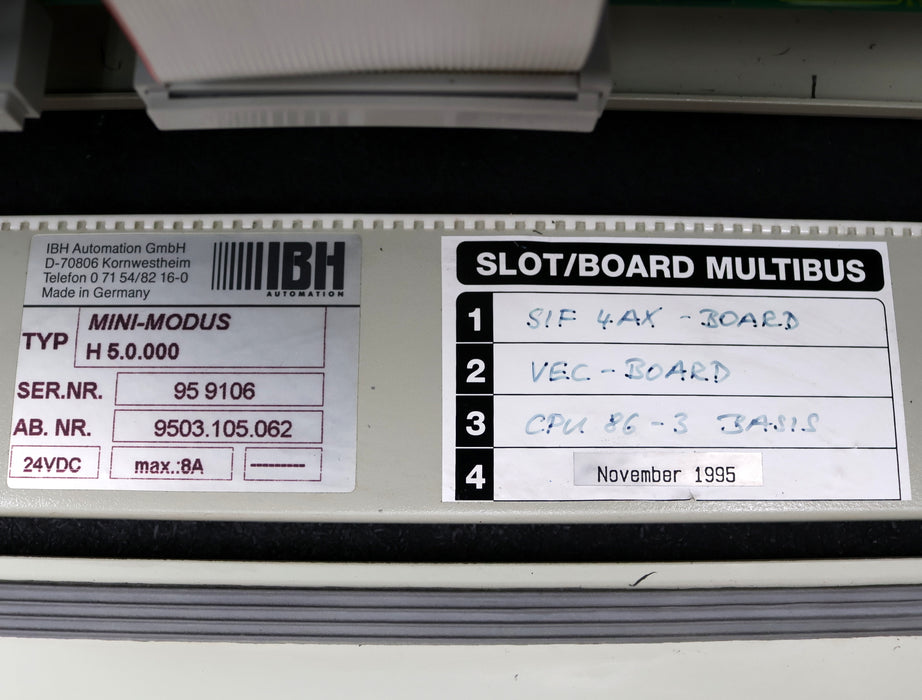 IBH Automation GmbH
D-70806 Kornwestheim
Telefon 0 71 54/82 16-0
Made in Germany
IBH
AUTOMATION
TYP
MINI-MODUS
H 5.0.000
SER.NR. 95 9106
AB. NR. 9503.105.062
24VDC max.:8A ----------
SLOT/BOARD MULTIBUS
1 SIF 4AX - BOARD
2 VEC - BOARD
3 CPU 86-3 BASIS
4 November 1995